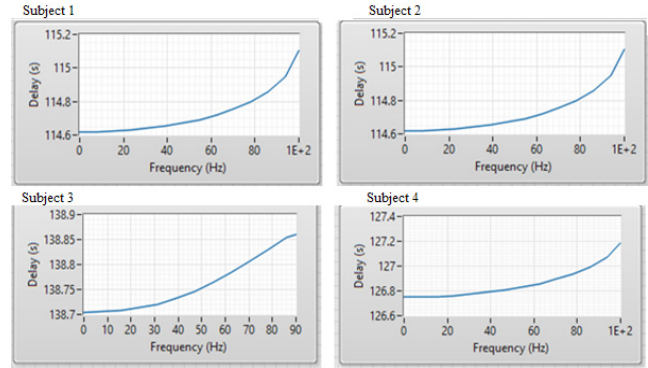 Subject 1
115.2
115
114.8
114.6
Delay (s)
0 20 40 60 80 1E+2
Frequency (Hz)
Subject 2
115.2
115
114.8
114.6
Delay (s)
0 20 40 60 80 1E+2
Frequency (Hz)
Subject 3
138.9
138.85
138.8
138.75
138.7
Delay (s)
0 10 20 30 40 50 60 70 80 90
Frequency (Hz)
Subject 4
127.4
127.2
127
126.8
126.6
Delay (s)
0 20 40 60 80 1E+2
Frequency (Hz)